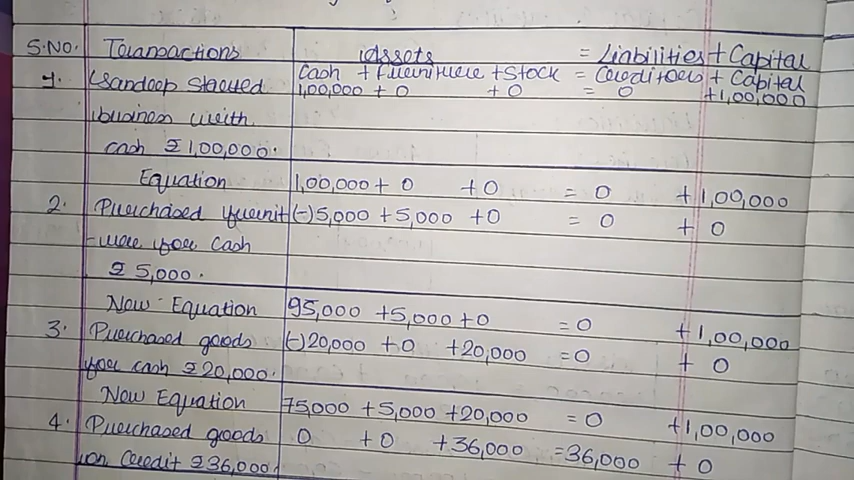 S.No. Transactions Assets = Liabilities + Capital
1. Sandeep started Cash + Furniture + Stock = Creditors + Capital
business with 1,00,000 + 0 + 0 = 0 + 1,00,000
cash ₹ 1,00,000.
Equation 1,00,000 + 0 + 0 = 0 + 1,00,000
2. Purchased furnit (-)5,000 + 5,000 + 0 = 0 + 0
-ure for cash
₹ 5,000.
New Equation 95,000 + 5,000 + 0 = 0 + 1,00,000
3. Purchased goods (-)20,000 + 0 + 20,000 = 0 + 0
for cash ₹ 20,000.
New Equation 75,000 + 5,000 + 20,000 = 0 + 1,00,000
4. Purchased goods 0 + 0 + 36,000 = 36,000 + 0
on Credit ₹ 36,000